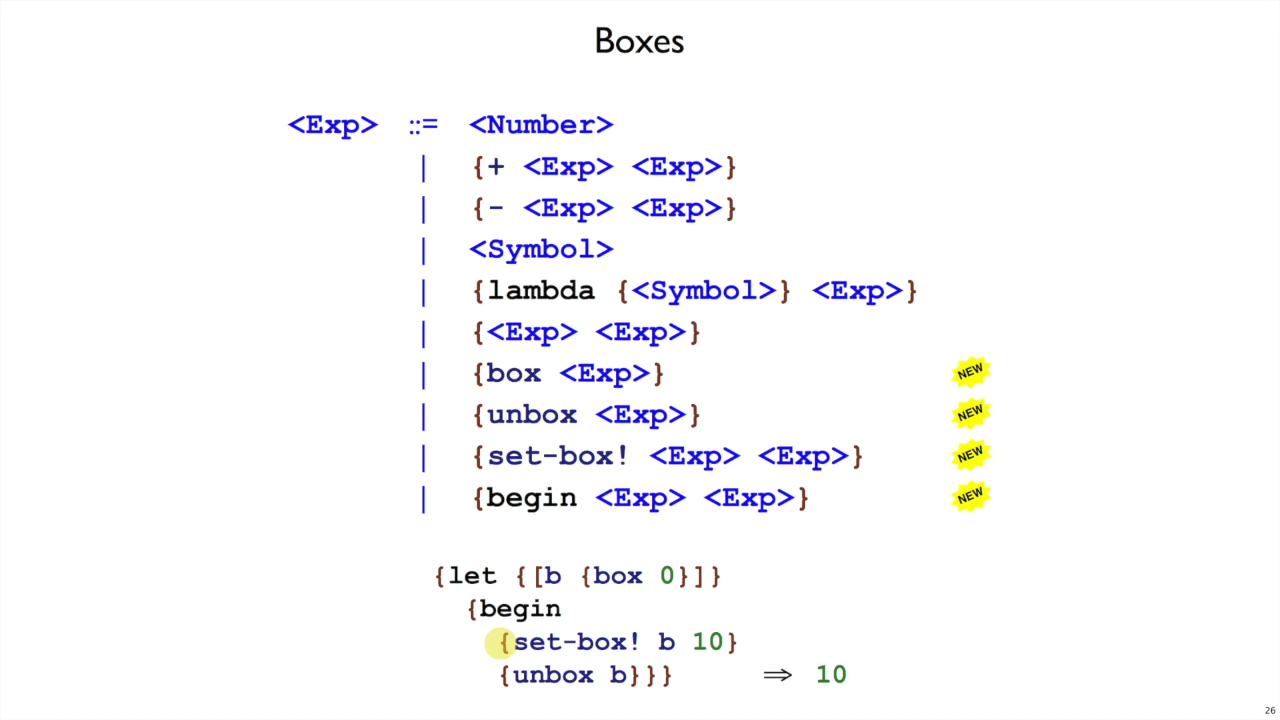 Boxes
<Exp> ::= <Number>
| {+ <Exp> <Exp>}
| {- <Exp> <Exp>}
| <Symbol>
| {lambda {<Symbol>} <Exp>}
| {<Exp> <Exp>}
| {box <Exp>} NEW
| {unbox <Exp>} NEW
| {set-box! <Exp> <Exp>} NEW
| {begin <Exp> <Exp>} NEW
{let {[b {box 0}]}
{begin
{set-box! b 10}
{unbox b}}} ⇒ 10
26